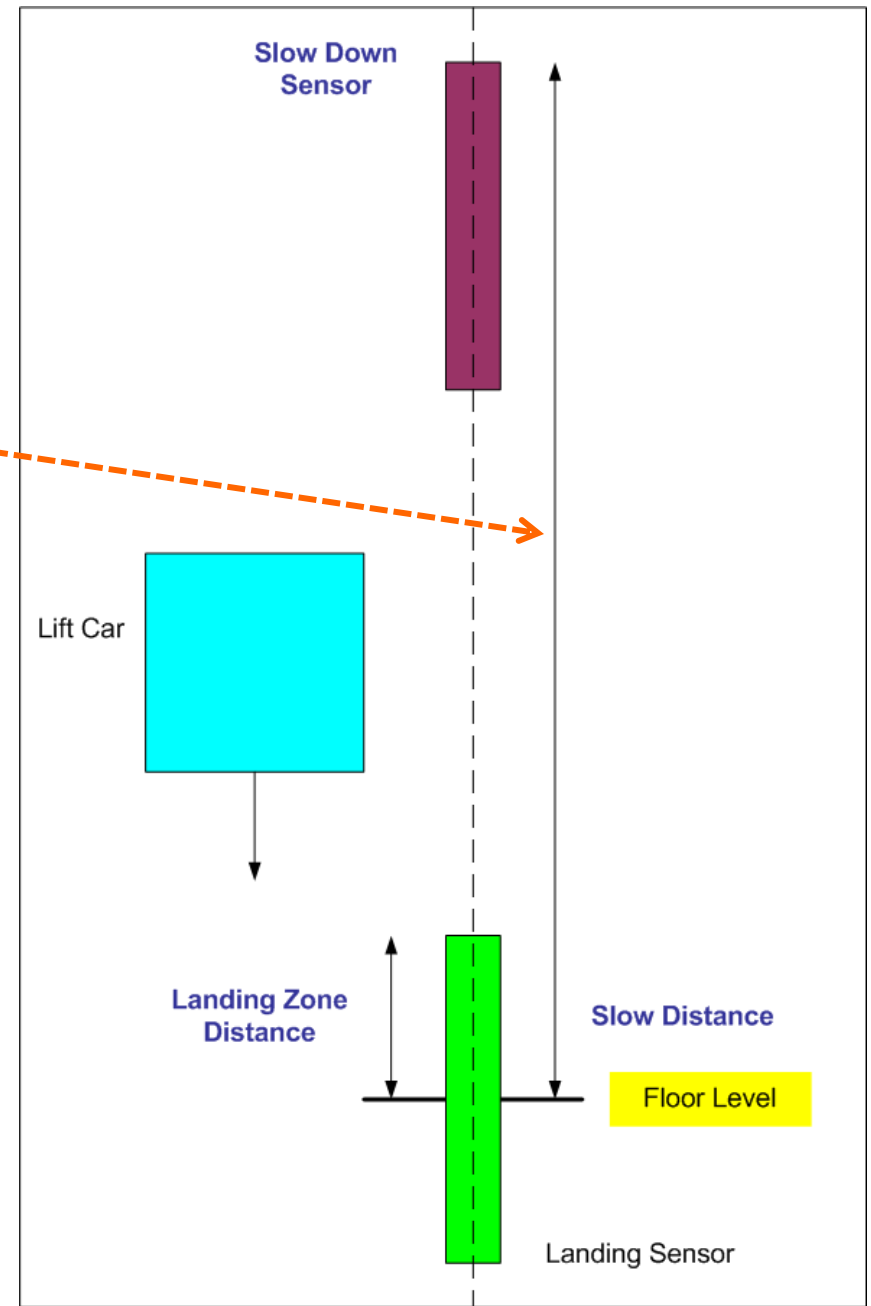 Slow Down
Sensor
Lift Car
Landing Zone
Distance
Slow Distance
Floor Level
Landing Sensor